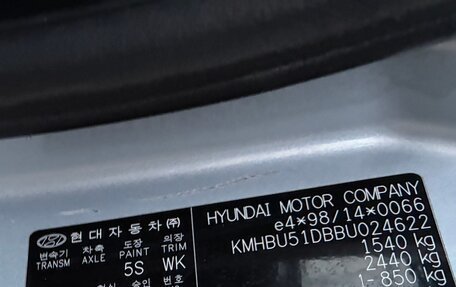 현대자동차(주)
변속기 차축 도장 의장
TRANSM AXLE PAINT TRIM
5S WK
HYUNDAI MOTOR COMPANY
e4*98/14*0066
KMHBU51DBBU024622
1540 kg
2440 kg
1- 850 kg